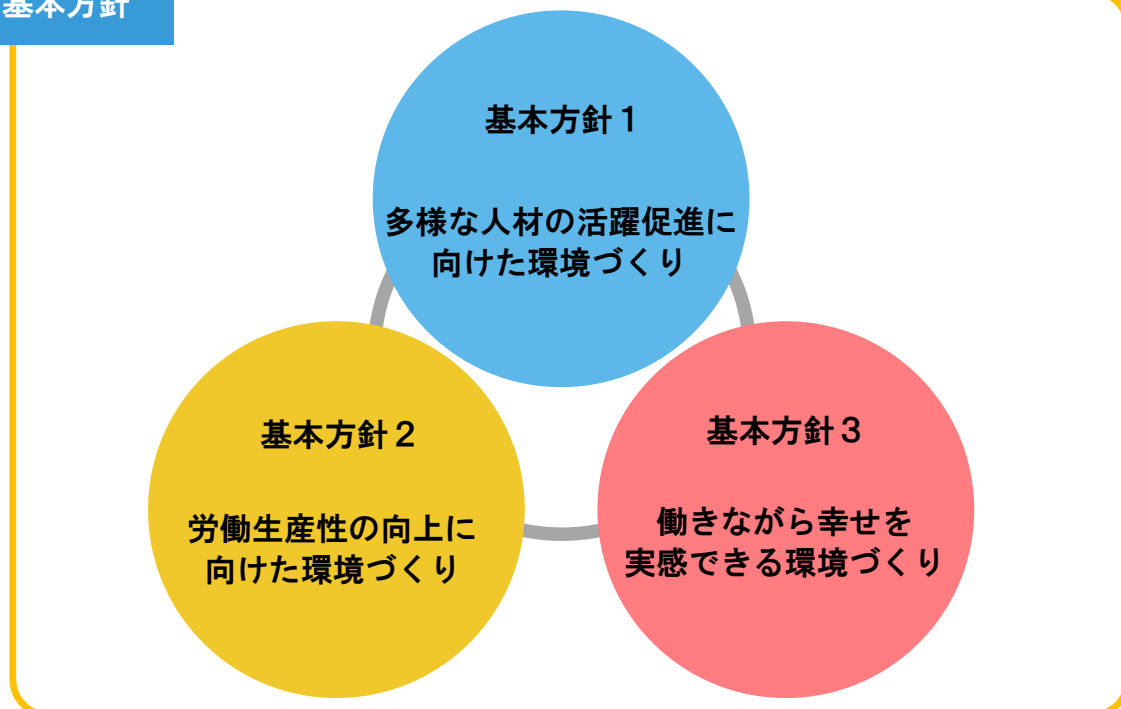 基本方針
基本方針１
多様な人材の活躍促進に
向けた環境づくり
基本方針２
労働生産性の向上に
向けた環境づくり
基本方針３
働きながら幸せを
実感できる環境づくり